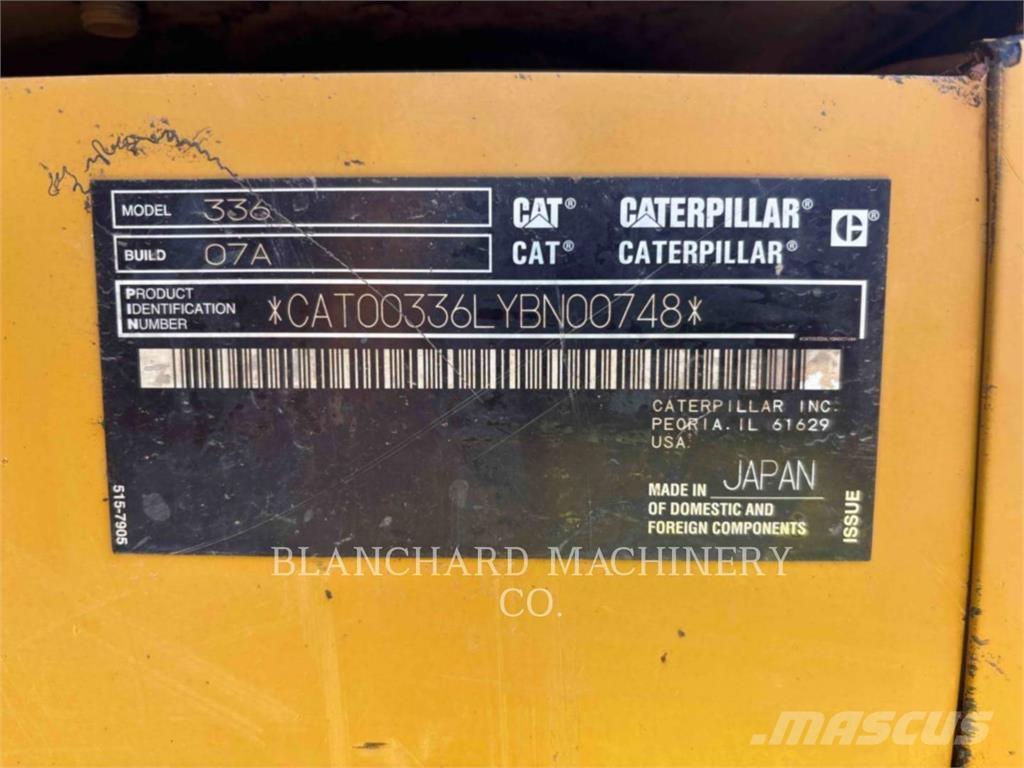 MODEL 336
BUILD 07A
CAT® CATERPILLAR®
CAT® CATERPILLAR®
PRODUCT
IDENTIFICATION
NUMBER
*CAT00336LYBN00748*
CATERPILLAR INC.
PEORIA. IL 61629
USA.
MADE IN JAPAN
OF DOMESTIC AND
FOREIGN COMPONENTS
515-7905
ISSUE
BLANCHARD MACHINERY
CO.
MASCUS